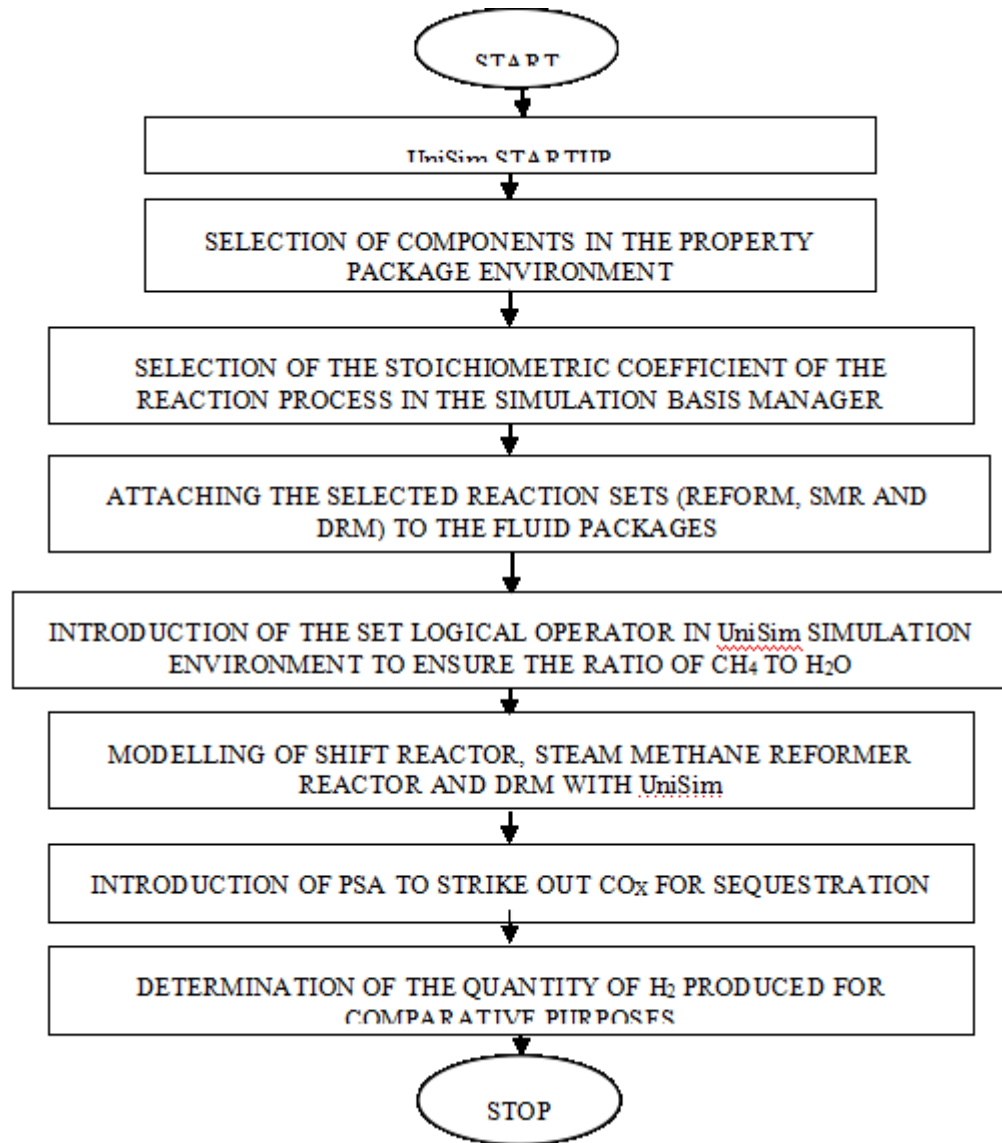 START
UniSim STARTUP
SELECTION OF COMPONENTS IN THE PROPERTY
PACKAGE ENVIRONMENT
SELECTION OF THE STOICHIOMETRIC COEFFICIENT OF THE
REACTION PROCESS IN THE SIMULATION BASIS MANAGER
ATTACHING THE SELECTED REACTION SETS (REFORM, SMR AND
DRM) TO THE FLUID PACKAGES
INTRODUCTION OF THE SET LOGICAL OPERATOR IN UniSim SIMULATION
ENVIRONMENT TO ENSURE THE RATIO OF CH₄ TO H₂O
MODELLING OF SHIFT REACTOR, STEAM METHANE REFORMER
REACTOR AND DRM WITH UniSim
INTRODUCTION OF PSA TO STRIKE OUT COX FOR SEQUESTRATION
DETERMINATION OF THE QUANTITY OF H₂ PRODUCED FOR
COMPARATIVE PURPOSES
STOP